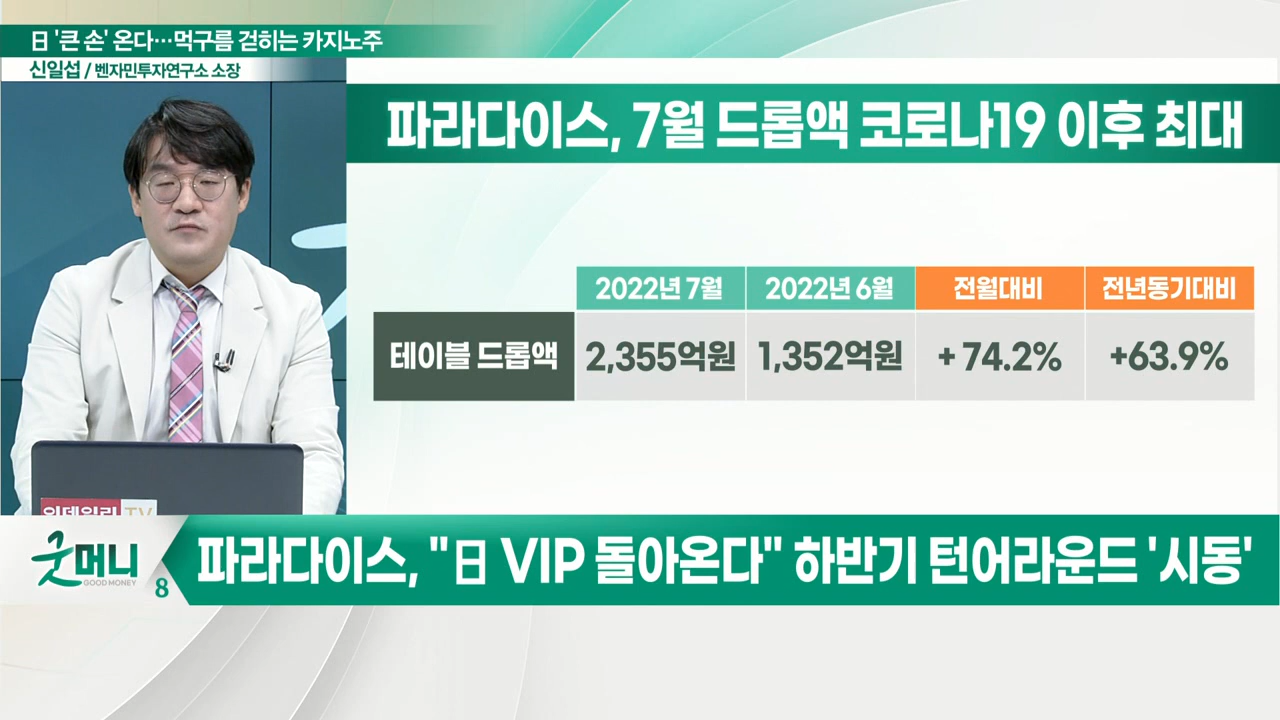 日 '큰 손' 온다…먹구름 걷히는 카지노주
신일섭 / 벤자민투자연구소 소장
파라다이스, 7월 드롭액 코로나19 이후 최대
2022년 7월 2022년 6월 전월대비 전년동기대비
테이블 드롭액 2,355억원 1,352억원 + 74.2% +63.9%
TV
굿머니
GOOD MONEY
8
파라다이스, "日 VIP 돌아온다" 하반기 턴어라운드 '시동'